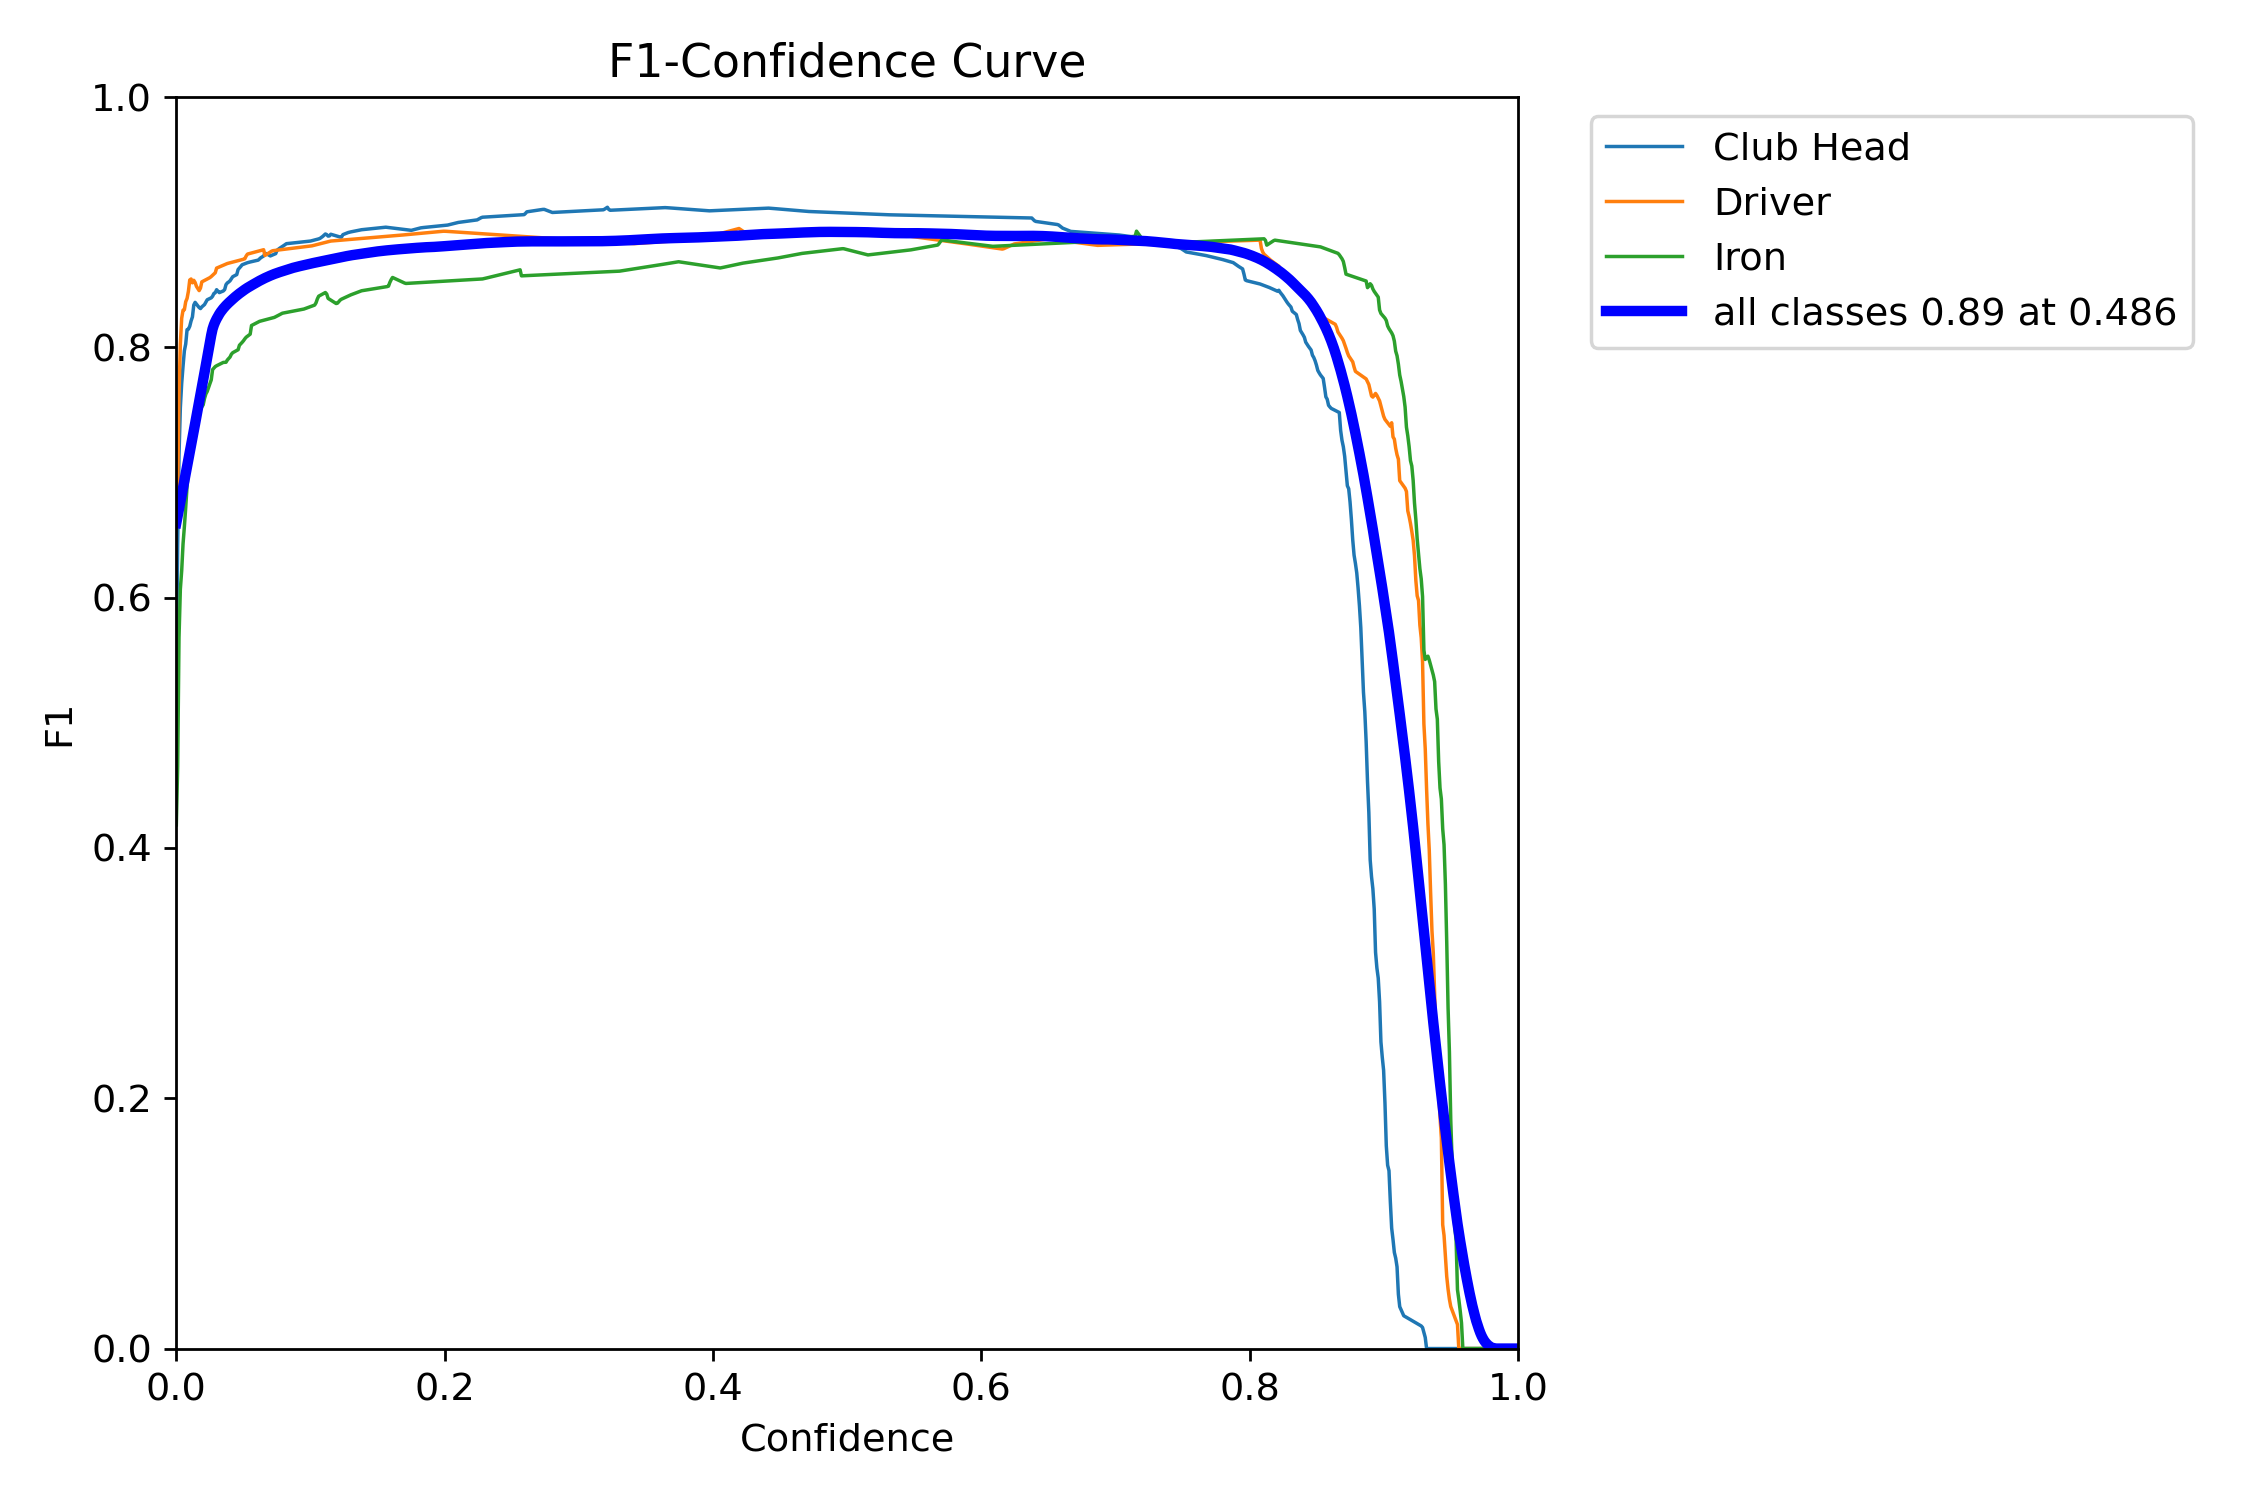 F1-Confidence Curve
1.0
0.8
0.6
0.4
0.2
0.0
F1
0.0 0.2 0.4 0.6 0.8 1.0
Confidence
Club Head
Driver
Iron
all classes 0.89 at 0.486